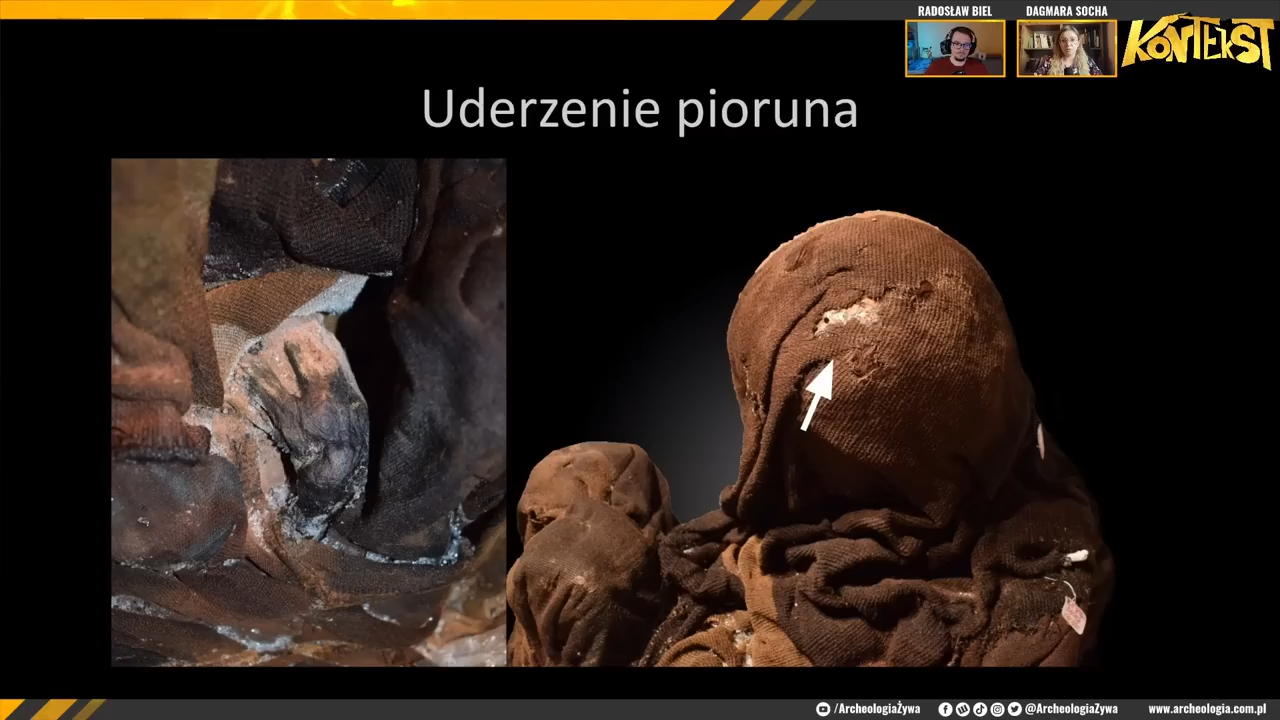 RADOSŁAW BIEL
DAGMARA SOCHA
KONTEKST
Uderzenie pioruna
/ArcheologiaŻywa
@ArcheologiaŻywa
www.archeologia.com.pl